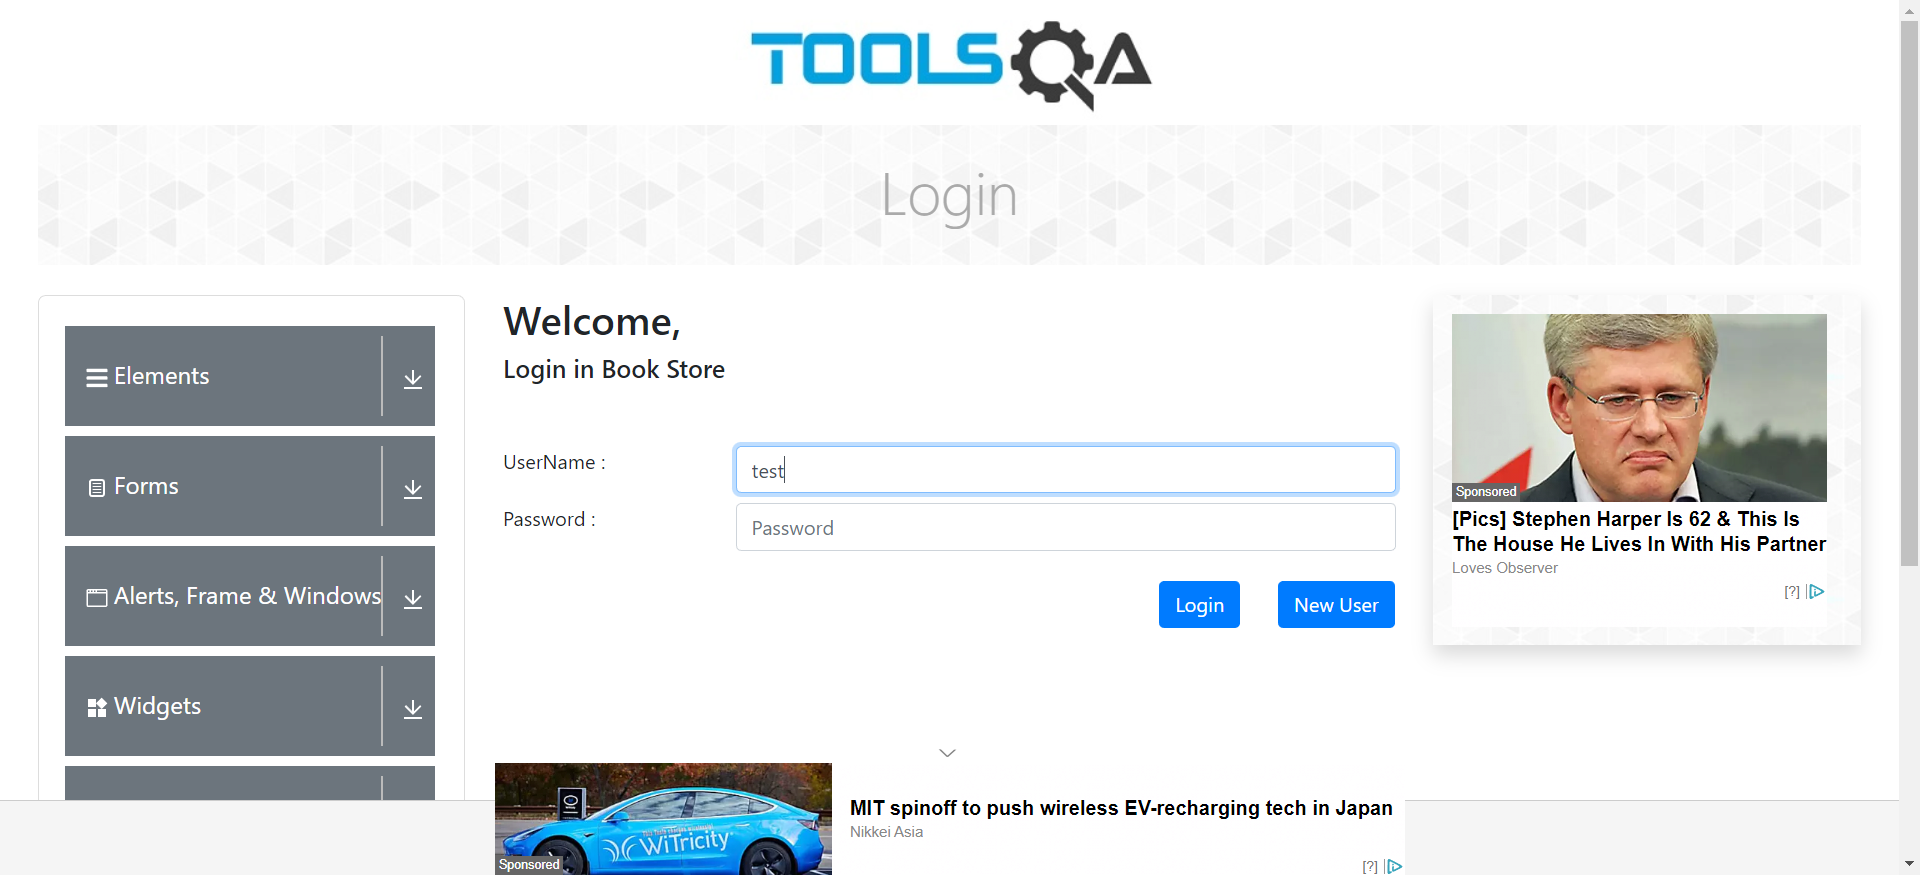 TOOLSQA
Login
Elements
Forms
Alerts, Frame & Windows
Widgets
Welcome,
Login in Book Store
UserName :
test
Password :
Password
Login
New User
Sponsored
[Pics] Stephen Harper Is 62 & This Is
The House He Lives In With His Partner
Loves Observer
[?]
WiTricity
Sponsored
MIT spinoff to push wireless EV-recharging tech in Japan
Nikkei Asia
[?]